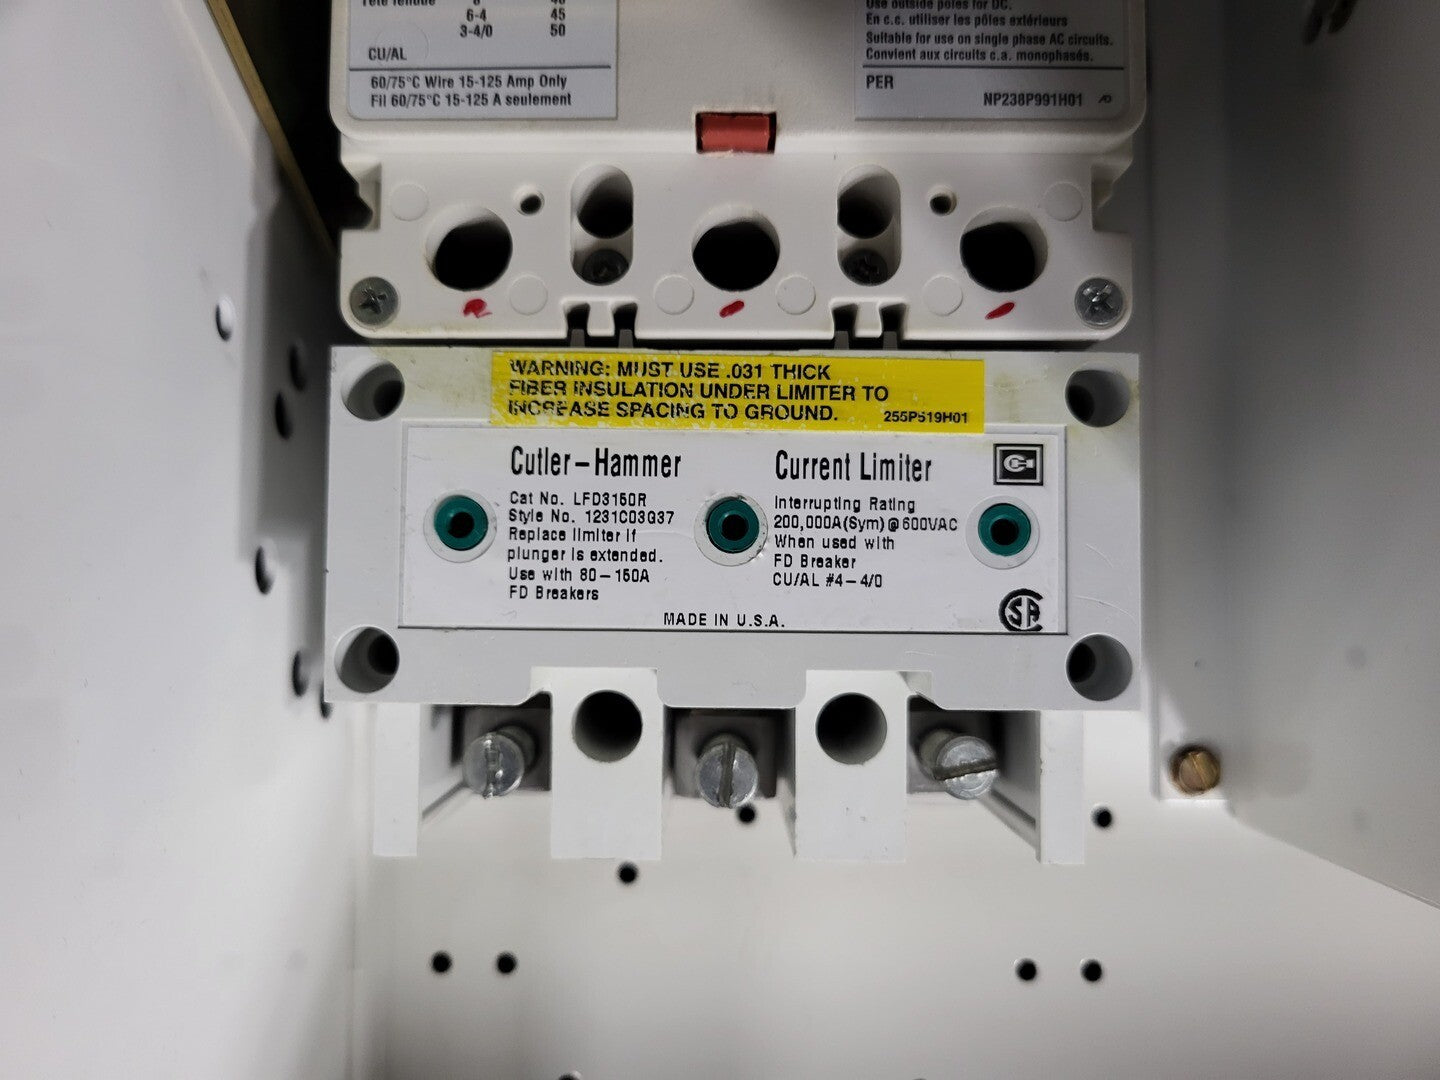 Tête fendue 8 40
6-4 45
3-4/0 50
CU/AL
60/75°C Wire 15-125 Amp Only
Fil 60/75°C 15-125 A seulement
Use outside poles for DC.
En c.c. utiliser les pôles extérieurs
Suitable for use on single phase AC circuits.
Convient aux circuits c.a. monophasés.
PER
NP238P991H01
WARNING: MUST USE .031 THICK
FIBER INSULATION UNDER LIMITER TO
INCREASE SPACING TO GROUND. 255P519H01
Cutler-Hammer
Cat No. LFD3150R
Style No. 1231C03G37
Replace limiter if
plunger is extended.
Use with 80-150A
FD Breakers
Current Limiter
Interrupting Rating
200,000A(Sym)@600VAC
When used with
FD Breaker
CU/AL #4-4/0
MADE IN U.S.A.